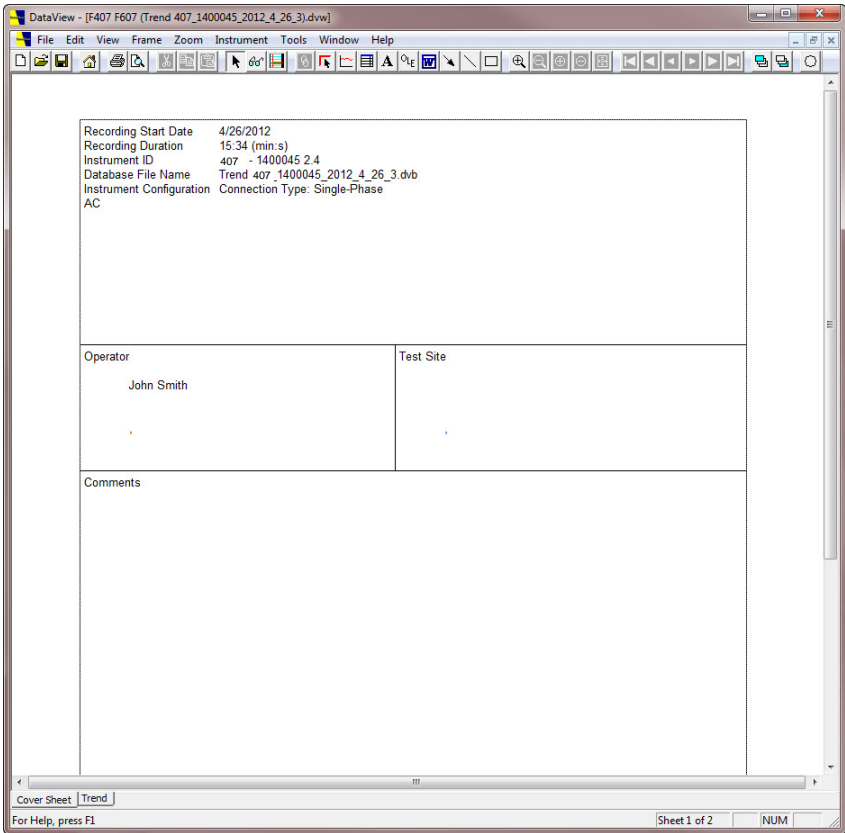 DataView - [F407 F607 (Trend 407_1400045_2012_4_26_3).dvw]
File Edit View Frame Zoom Instrument Tools Window Help
A OLE W
Recording Start Date 4/26/2012
Recording Duration 15:34 (min:s)
Instrument ID 407 - 1400045 2.4
Database File Name Trend 407_1400045_2012_4_26_3.dvb
Instrument Configuration Connection Type: Single-Phase
AC
Operator Test Site
John Smith
, ,
Comments
Cover Sheet Trend
For Help, press F1 Sheet 1 of 2 NUM